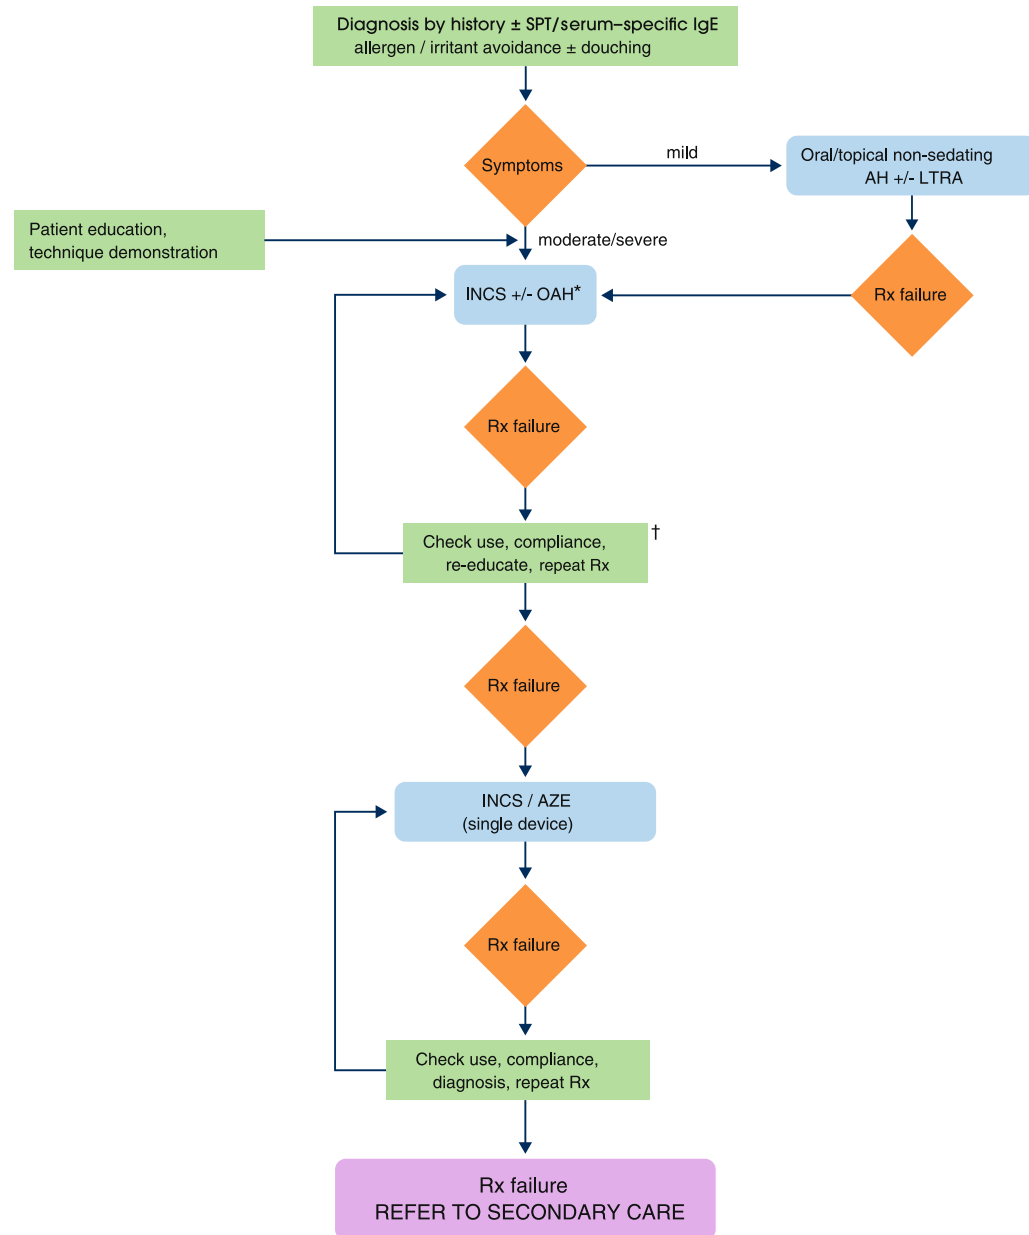 Diagnosis by history ± SPT/serum–specific IgE
allergen / irritant avoidance ± douching
Symptoms
mild
Oral/topical non-sedating
AH +/- LTRA
Patient education,
technique demonstration
moderate/severe
INCS +/- OAH*
Rx failure
Rx failure
Check use, compliance,
re-educate, repeat Rx
†
Rx failure
INCS / AZE
(single device)
Rx failure
Check use, compliance,
diagnosis, repeat Rx
Rx failure
REFER TO SECONDARY CARE